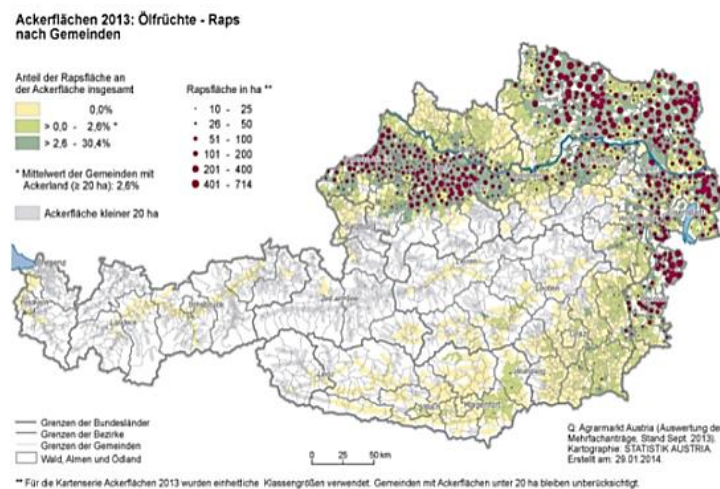 Ackerflächen 2013: Ölfrüchte - Raps
nach Gemeinden
Anteil der Rapsfläche an
der Ackerfläche insgesamt
0,0%
> 0,0 - 2,6% *
> 2,6 - 30,4%
* Mittelwert der Gemeinden mit
Ackerland (≥ 20 ha): 2,6%
Ackerfläche kleiner 20 ha
Rapsfläche in ha **
10 - 25
26 - 50
51 - 100
101 - 200
201 - 400
401 - 714
Grenzen der Bundesländer
Grenzen der Bezirke
Grenzen der Gemeinden
Wald, Almen und Ödland
0 25 50 km
Q: Agrarmarkt Austria (Auswertung de
Mehrfachanträge, Stand Sept. 2013).
Kartographie: STATISTIK AUSTRIA.
Erstellt am: 29.01.2014.
** Für die Kartenserie Ackerflächen 2013 wurden einheitliche Klassengrößen verwendet. Gemeinden mit Ackerflächen unter 20 ha bleiben unberücksichtigt.